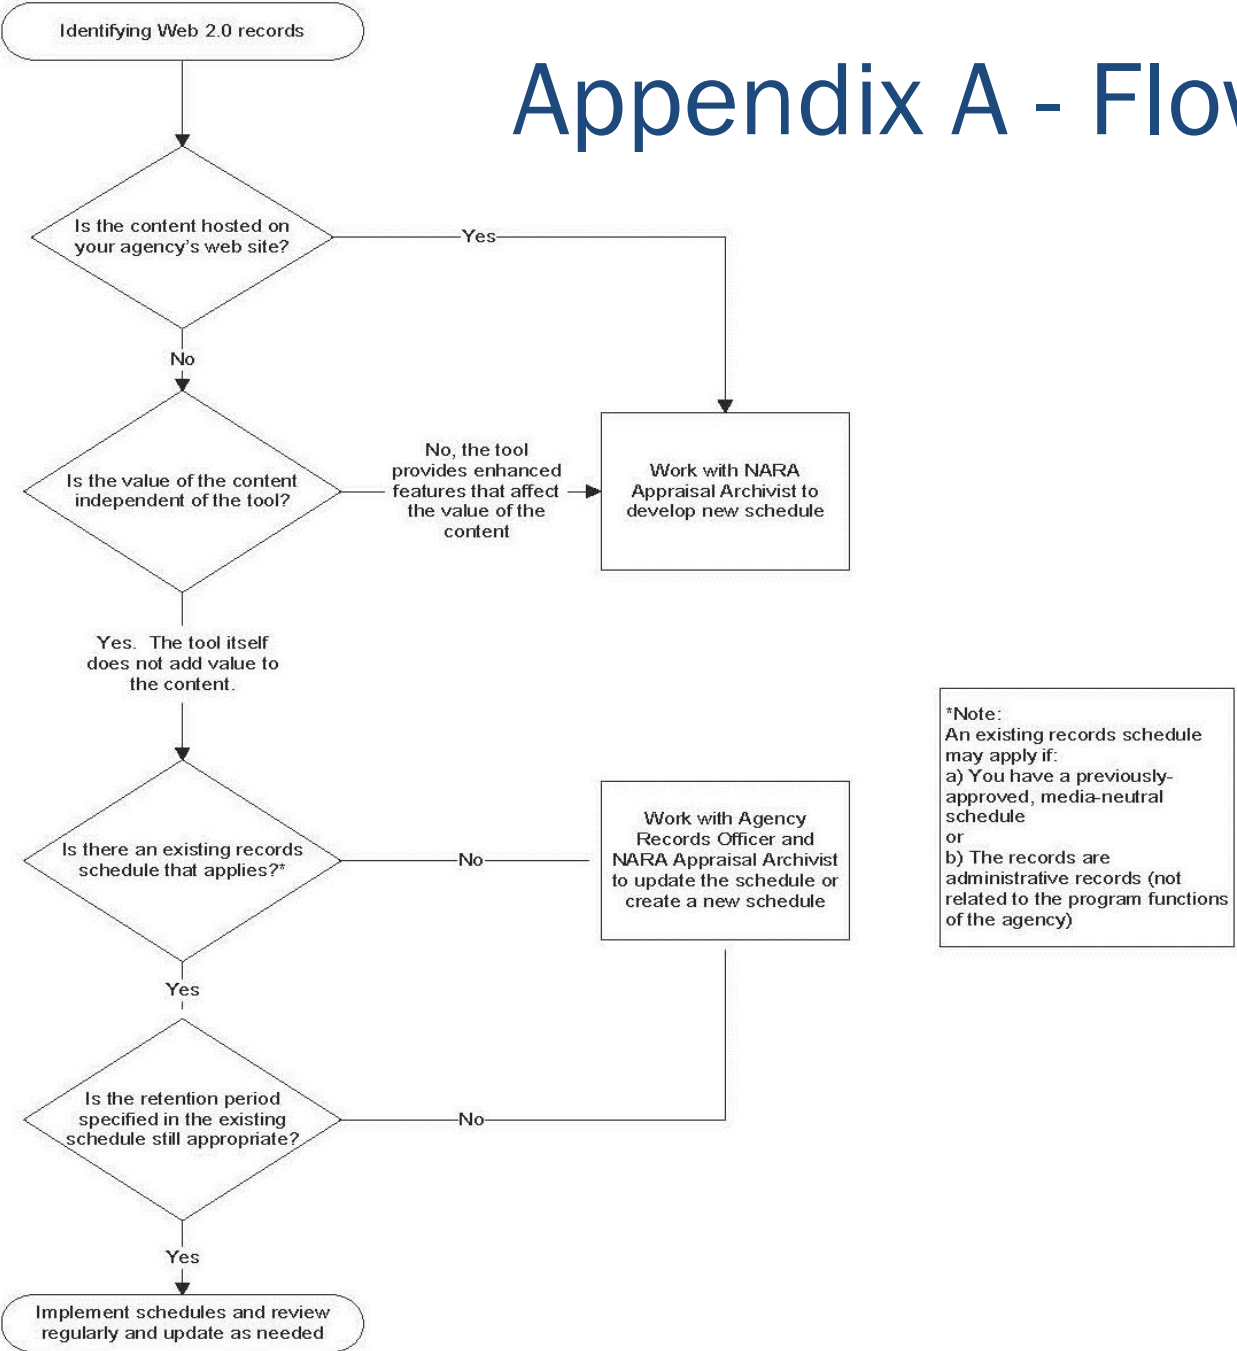 Identifying Web 2.0 records
Appendix A - Flow
Is the content hosted on
your agency's web site?
Yes
No
Is the value of the content
independent of the tool?
No, the tool
provides enhanced
features that affect
the value of the
content
Work with NARA
Appraisal Archivist to
develop new schedule
Yes. The tool itself
does not add value to
the content.
*Note:
An existing records schedule
may apply if:
a) You have a previously-
approved, media-neutral
schedule
or
b) The records are
administrative records (not
related to the program functions
of the agency)
Is there an existing records
schedule that applies?*
No
Work with Agency
Records Officer and
NARA Appraisal Archivist
to update the schedule or
create a new schedule
Yes
Is the retention period
specified in the existing
schedule still appropriate?
No
Yes
Implement schedules and review
regularly and update as needed